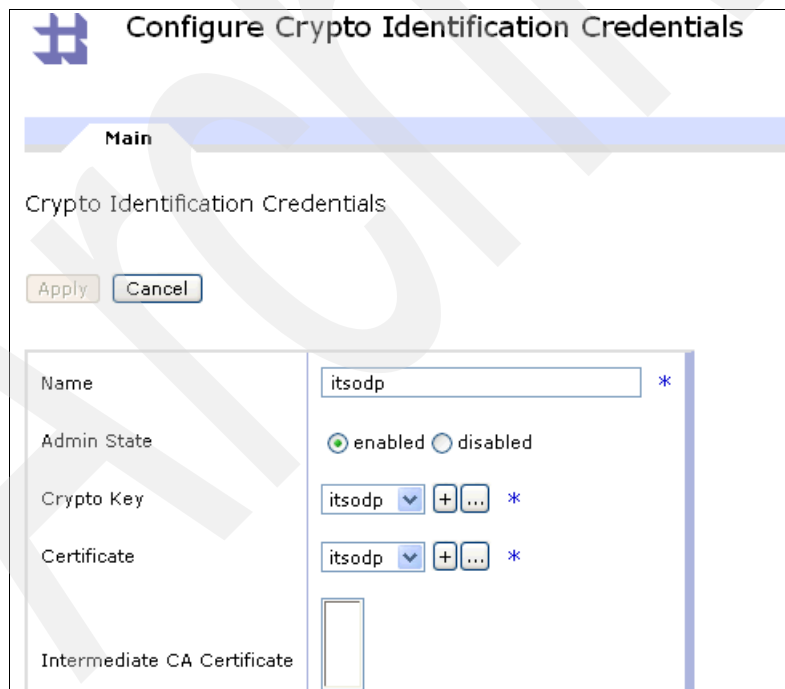 Configure Crypto Identification Credentials
Main
Crypto Identification Credentials
Apply Cancel
Name itsodp *
Admin State enabled disabled
Crypto Key itsodp + ... *
Certificate itsodp + ... *
Intermediate CA Certificate